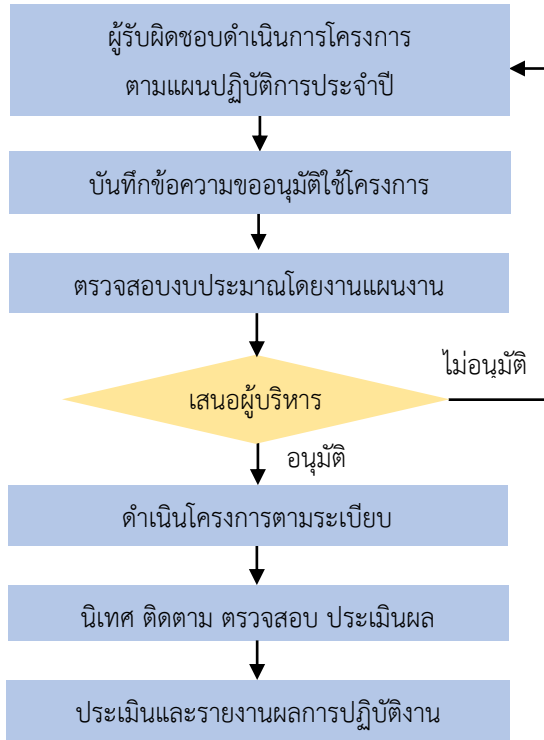 ผู้รับผิดชอบดำเนินการโครงการ
ตามแผนปฏิบัติการประจำปี
บันทึกข้อความขออนุมัติใช้โครงการ
ตรวจสอบงบประมาณโดยงานแผนงาน
ไม่อนุมัติ
เสนอผู้บริหาร
อนุมัติ
ดำเนินโครงการตามระเบียบ
นิเทศ ติดตาม ตรวจสอบ ประเมินผล
ประเมินและรายงานผลการปฏิบัติงาน